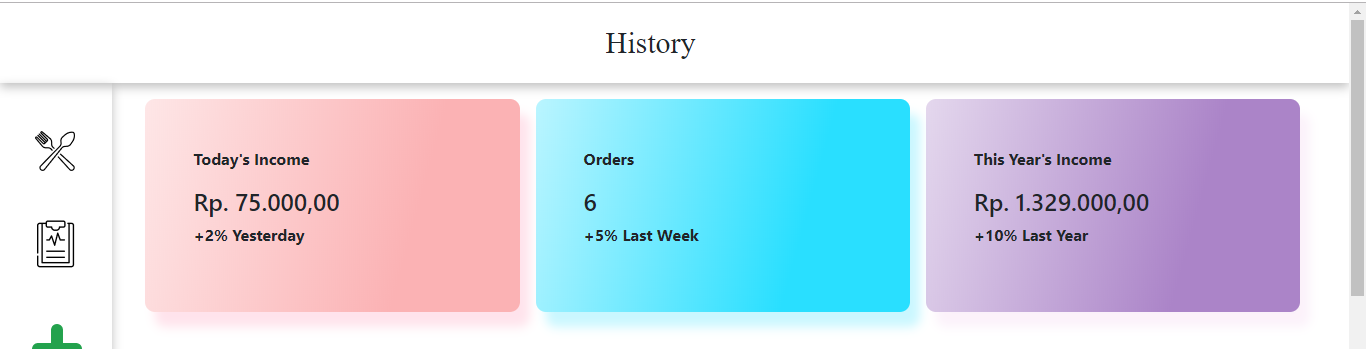 History
Today's Income
Rp. 75.000,00
+2% Yesterday
Orders
6
+5% Last Week
This Year's Income
Rp. 1.329.000,00
+10% Last Year